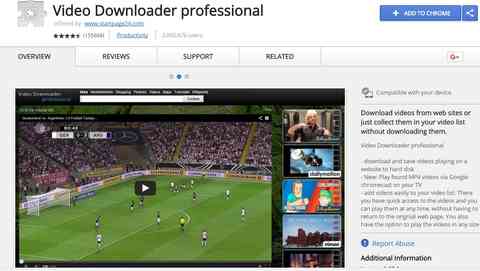 Video Downloader professional
offered by www.startpage24.com
Productivity
+ ADD TO CHROME
OVERVIEW
REVIEWS
SUPPORT
RELATED
G+
Compatible with your device
Download videos from web sites or
just collect them in your video list
without downloading them.
Video Downloader professional
- download and save videos playing on a
website to hard disk
- New: Play found MP4 videos via Google
chromecast on your TV
- add videos easily to your video list. There
you have quick access to the videos and you
can play them at any time, without having to
return to the original web page. You also
have the option to play the videos in any size
Report Abuse
Additional Information
Video Downloader
professional
00:48
GER
0
ARG
dailymotion
vimeo